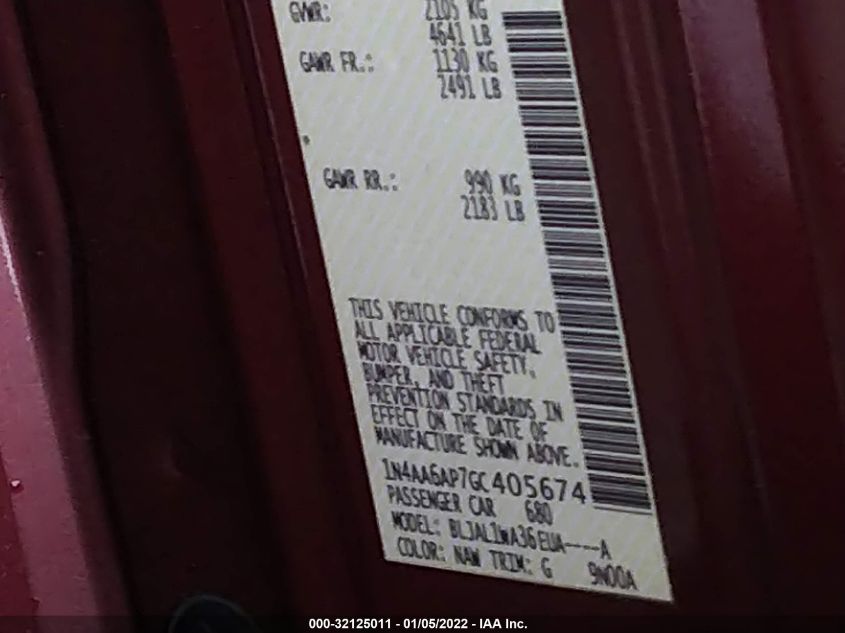 GVWR: 2105 KG
4641 LB
GAWR FR.: 1130 KG
2491 LB
GAWR RR.: 990 KG
2183 LB
THIS VEHICLE CONFORMS TO
ALL APPLICABLE FEDERAL
MOTOR VEHICLE SAFETY,
BUMPER, AND THEFT
PREVENTION STANDARDS IN
EFFECT ON THE DATE OF
MANUFACTURE SHOWN ABOVE.
1N4AA6AP7GC405674
PASSENGER CAR 680
MODEL: BLJAL1WA36EUA----A
COLOR: NAW TRIM: G 9N00A
000-32125011 - 01/05/2022 - IAA Inc.